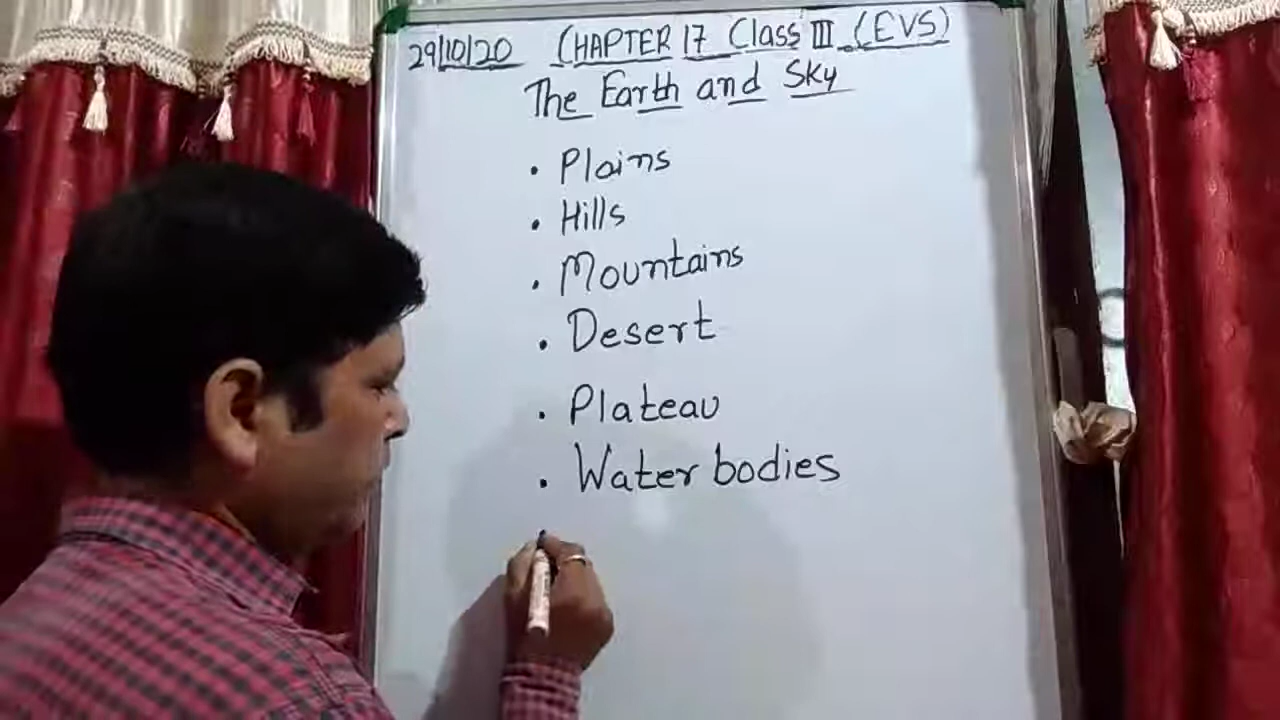 29/10/20 CHAPTER 17 Class III (EVS)
The Earth and Sky
• Plains
• Hills
• Mountains
• Desert
• Plateau
• Water bodies